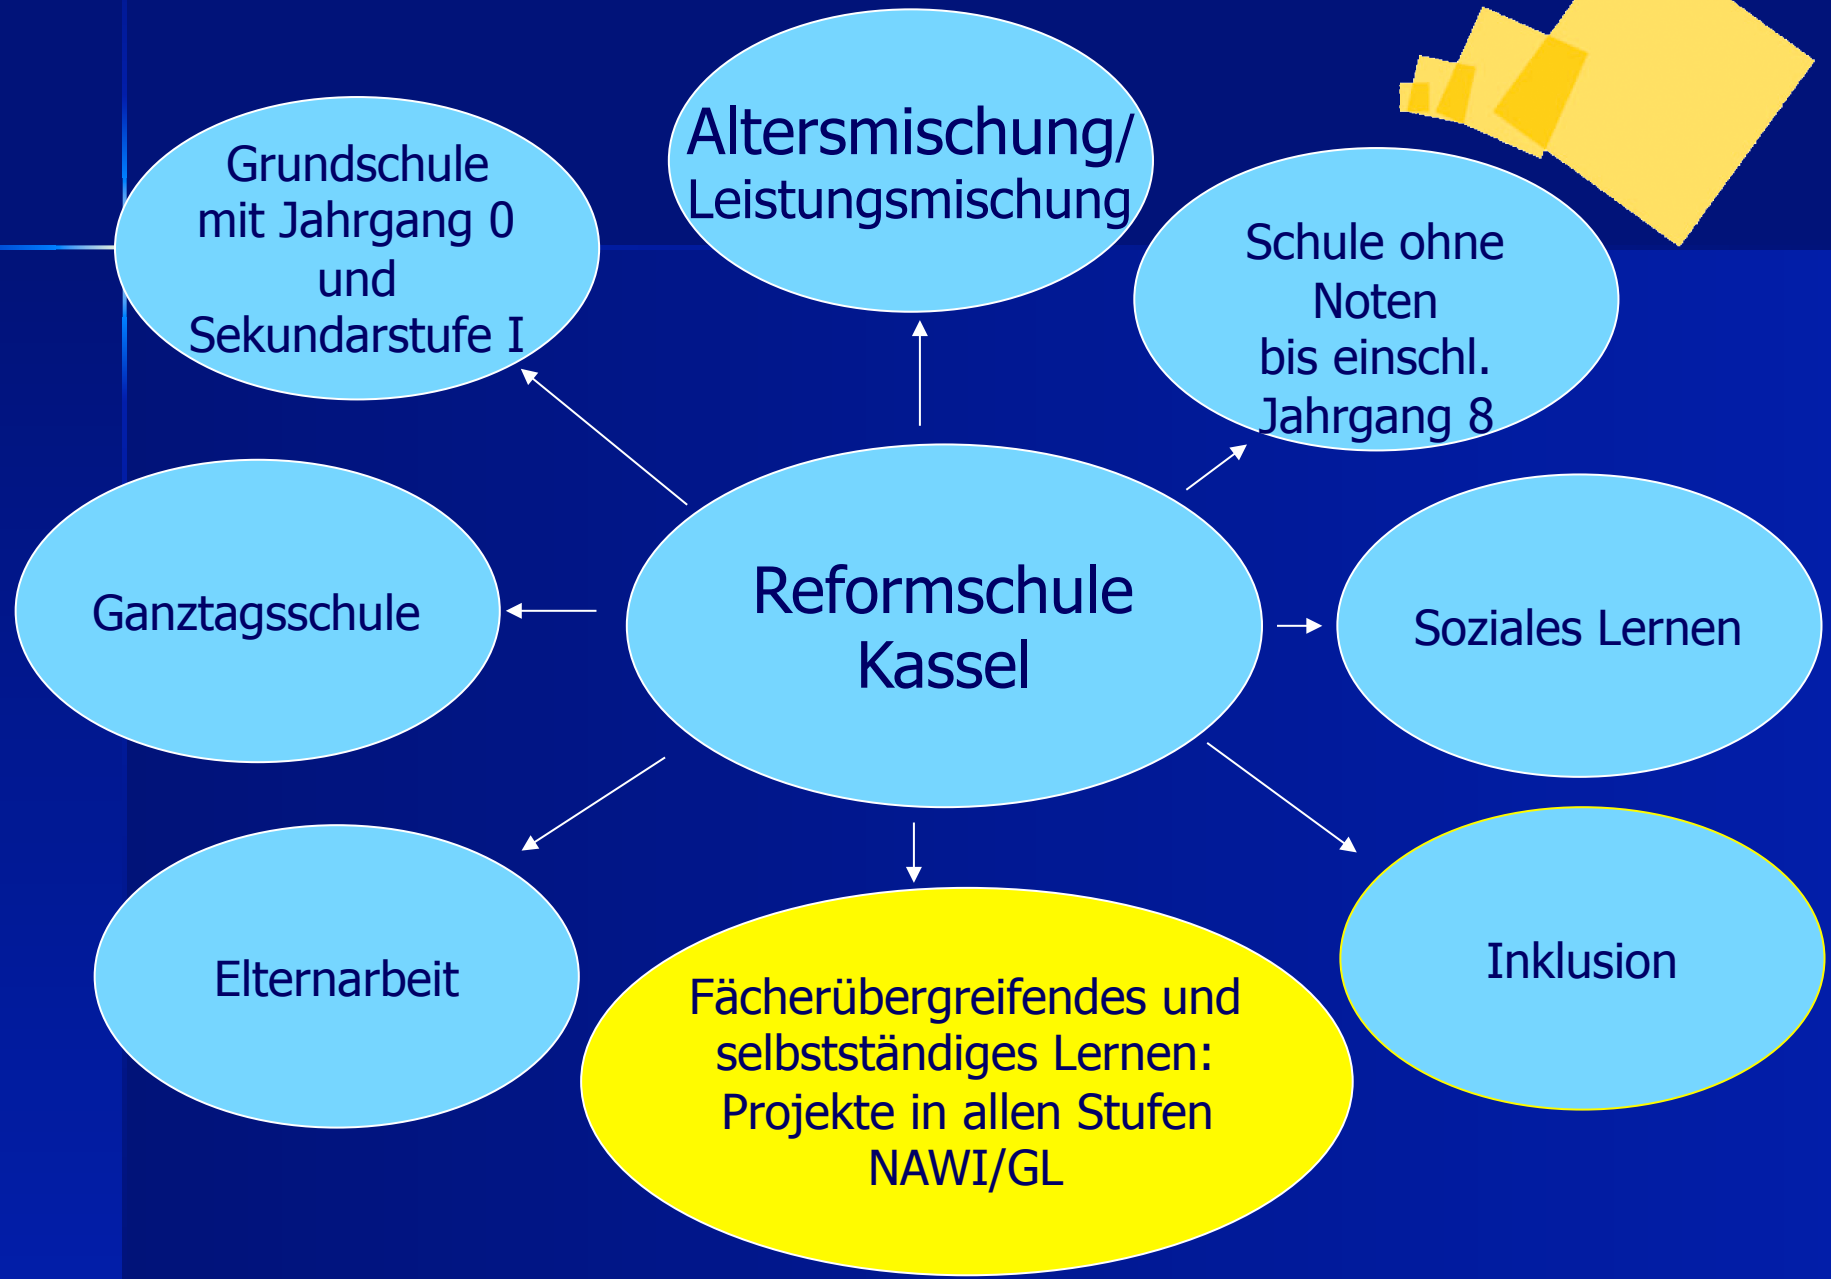 Altersmischung/
Leistungsmischung
Grundschule
mit Jahrgang 0
und
Sekundarstufe I
Schule ohne
Noten
bis einschl.
Jahrgang 8
Reformschule
Kassel
Ganztagsschule
Soziales Lernen
Elternarbeit
Inklusion
Fächerübergreifendes und
selbstständiges Lernen:
Projekte in allen Stufen
NAWI/GL